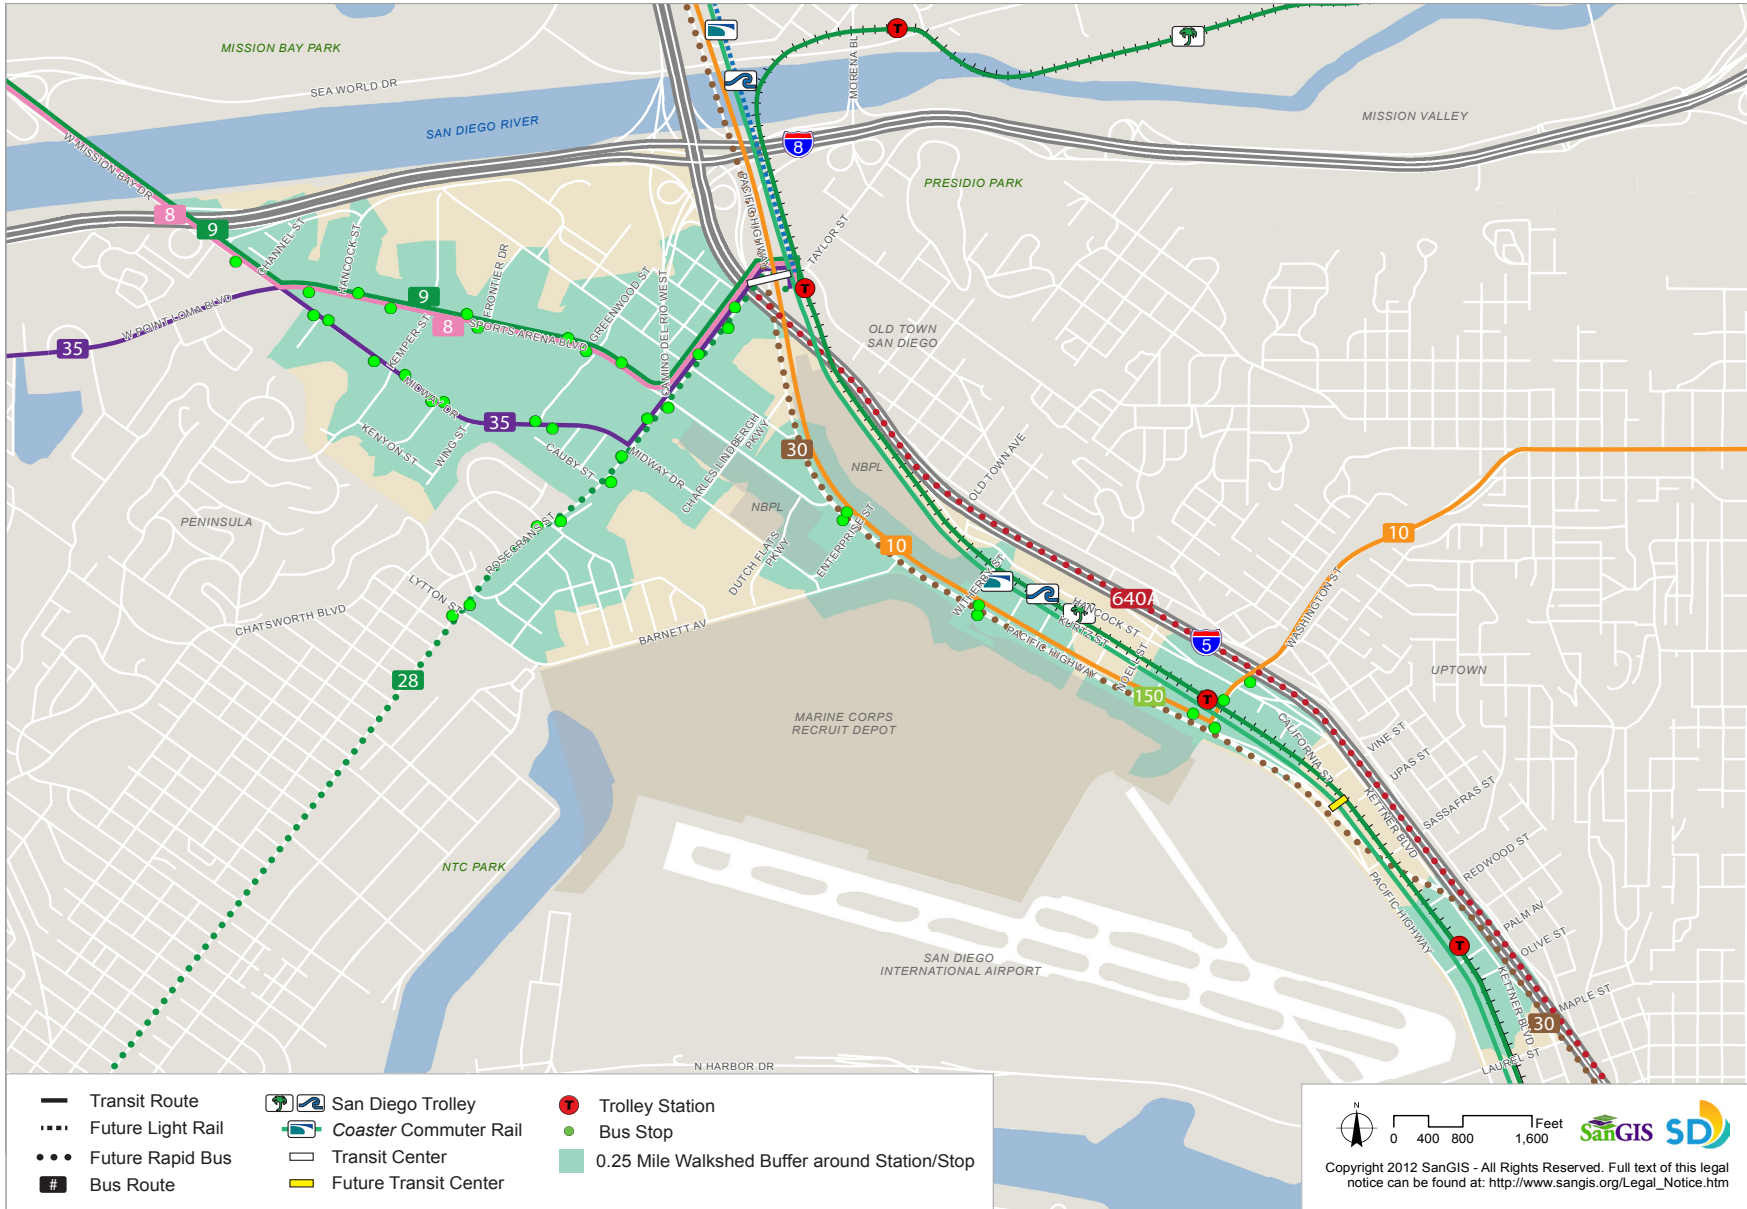 MISSION BAY PARK
SEA WORLD DR
SAN DIEGO RIVER
MORENA BL
MISSION VALLEY
8
PRESIDIO PARK
W MISSION BAY DR
8
9
CHANNEL ST
HANCOCK ST
FRONTIER DR
GREENWOOD ST
CAMINO DEL RIO WEST
PACIFIC HIGHWAY
TAYLOR ST
T
T
9
8
SPORTS ARENA BLVD
W POINT LOMA BLVD
35
KEMPER ST
MIDWAY DR
35
OLD TOWN
SAN DIEGO
KENYON ST
WING ST
CAUBY ST
MIDWAY DR
CHARLES LINDBERGH
PKWY
30
NBPL
NBPL
OLD TOWN AVE
PENINSULA
ROSECRANS ST
DUTCH FLATS
PKWY
ENTERPRISE ST
10
10
WASHINGTON ST
LYTTON ST
CHATSWORTH BLVD
BARNETT AV
WITHERBY ST
HANCOCK ST
KURTZ ST
640A
5
PACIFIC HIGHWAY
NOELL ST
150
T
UPTOWN
28
MARINE CORPS
RECRUIT DEPOT
CALIFORNIA ST
VINE ST
UPAS ST
SASSAFRAS ST
KETTNER BLVD
REDWOOD ST
NTC PARK
PACIFIC HIGHWAY
PALM AV
OLIVE ST
T
SAN DIEGO
INTERNATIONAL AIRPORT
KETTNER BLVD
MAPLE ST
30
LAUREL ST
N HARBOR DR
Transit Route
Future Light Rail
Future Rapid Bus
# Bus Route
San Diego Trolley
Coaster Commuter Rail
Transit Center
Future Transit Center
T Trolley Station
Bus Stop
0.25 Mile Walkshed Buffer around Station/Stop
N
0 400 800 1,600 Feet
SanGIS SD
Copyright 2012 SanGIS - All Rights Reserved. Full text of this legal
notice can be found at: http://www.sangis.org/Legal_Notice.htm